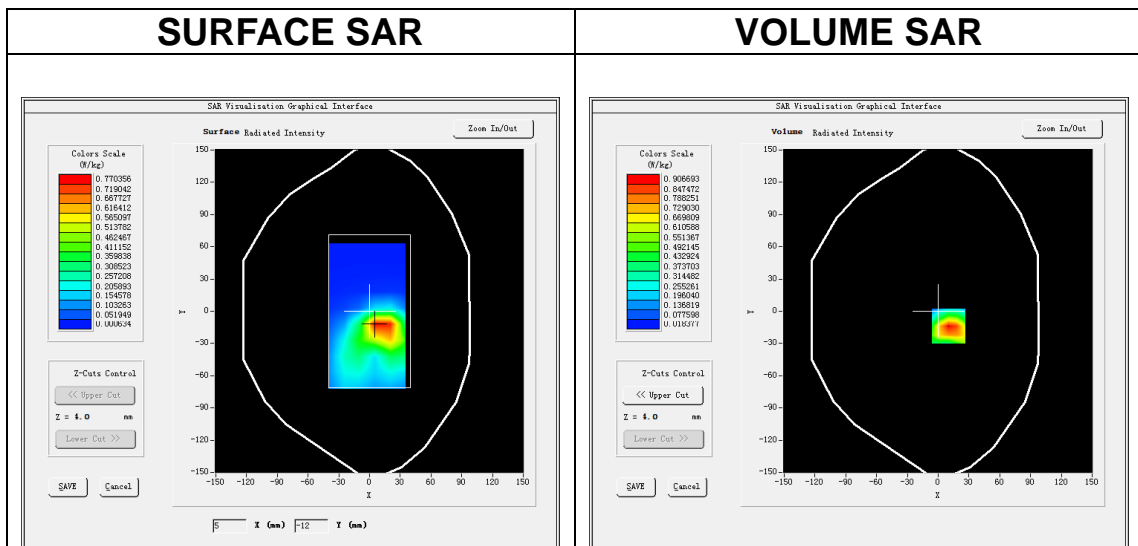 SURFACE SAR
VOLUME SAR
SAR Visualisation Graphical Interface
Surface Radiated Intensity
Zoom In/Out
Colors Scale
(W/kg)
0.770356
0.719042
0.667727
0.616412
0.565097
0.513782
0.462467
0.411152
0.359838
0.308523
0.257208
0.205893
0.154578
0.103263
0.051949
0.000634
150
120
90
60
30
0
-30
-60
-90
-120
-150
Y
-150 -120 -90 -60 -30 0 30 60 90 120 150
X
Z-Cuts Control
<< Upper Cut
Z = 4.0 mm
Lower Cut >>
SAVE Cancel
5 X (mm) -12 Y (mm)
SAR Visualisation Graphical Interface
Volume Radiated Intensity
Zoom In/Out
Colors Scale
(W/kg)
0.906693
0.847472
0.788251
0.729030
0.669809
0.610588
0.551367
0.492145
0.432924
0.373703
0.314482
0.255261
0.196040
0.136819
0.077598
0.018377
150
120
90
60
30
0
-30
-60
-90
-120
-150
Y
-150 -120 -90 -60 -30 0 30 60 90 120 150
X
Z-Cuts Control
<< Upper Cut
Z = 4.0 mm
Lower Cut >>
SAVE Cancel